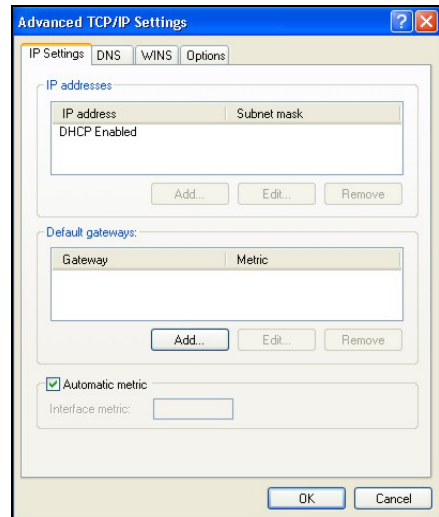 Advanced TCP/IP Settings
IP Settings DNS WINS Options
IP addresses
IP address Subnet mask
DHCP Enabled
Add... Edit... Remove
Default gateways:
Gateway Metric
Add... Edit... Remove
Automatic metric
Interface metric:
OK Cancel